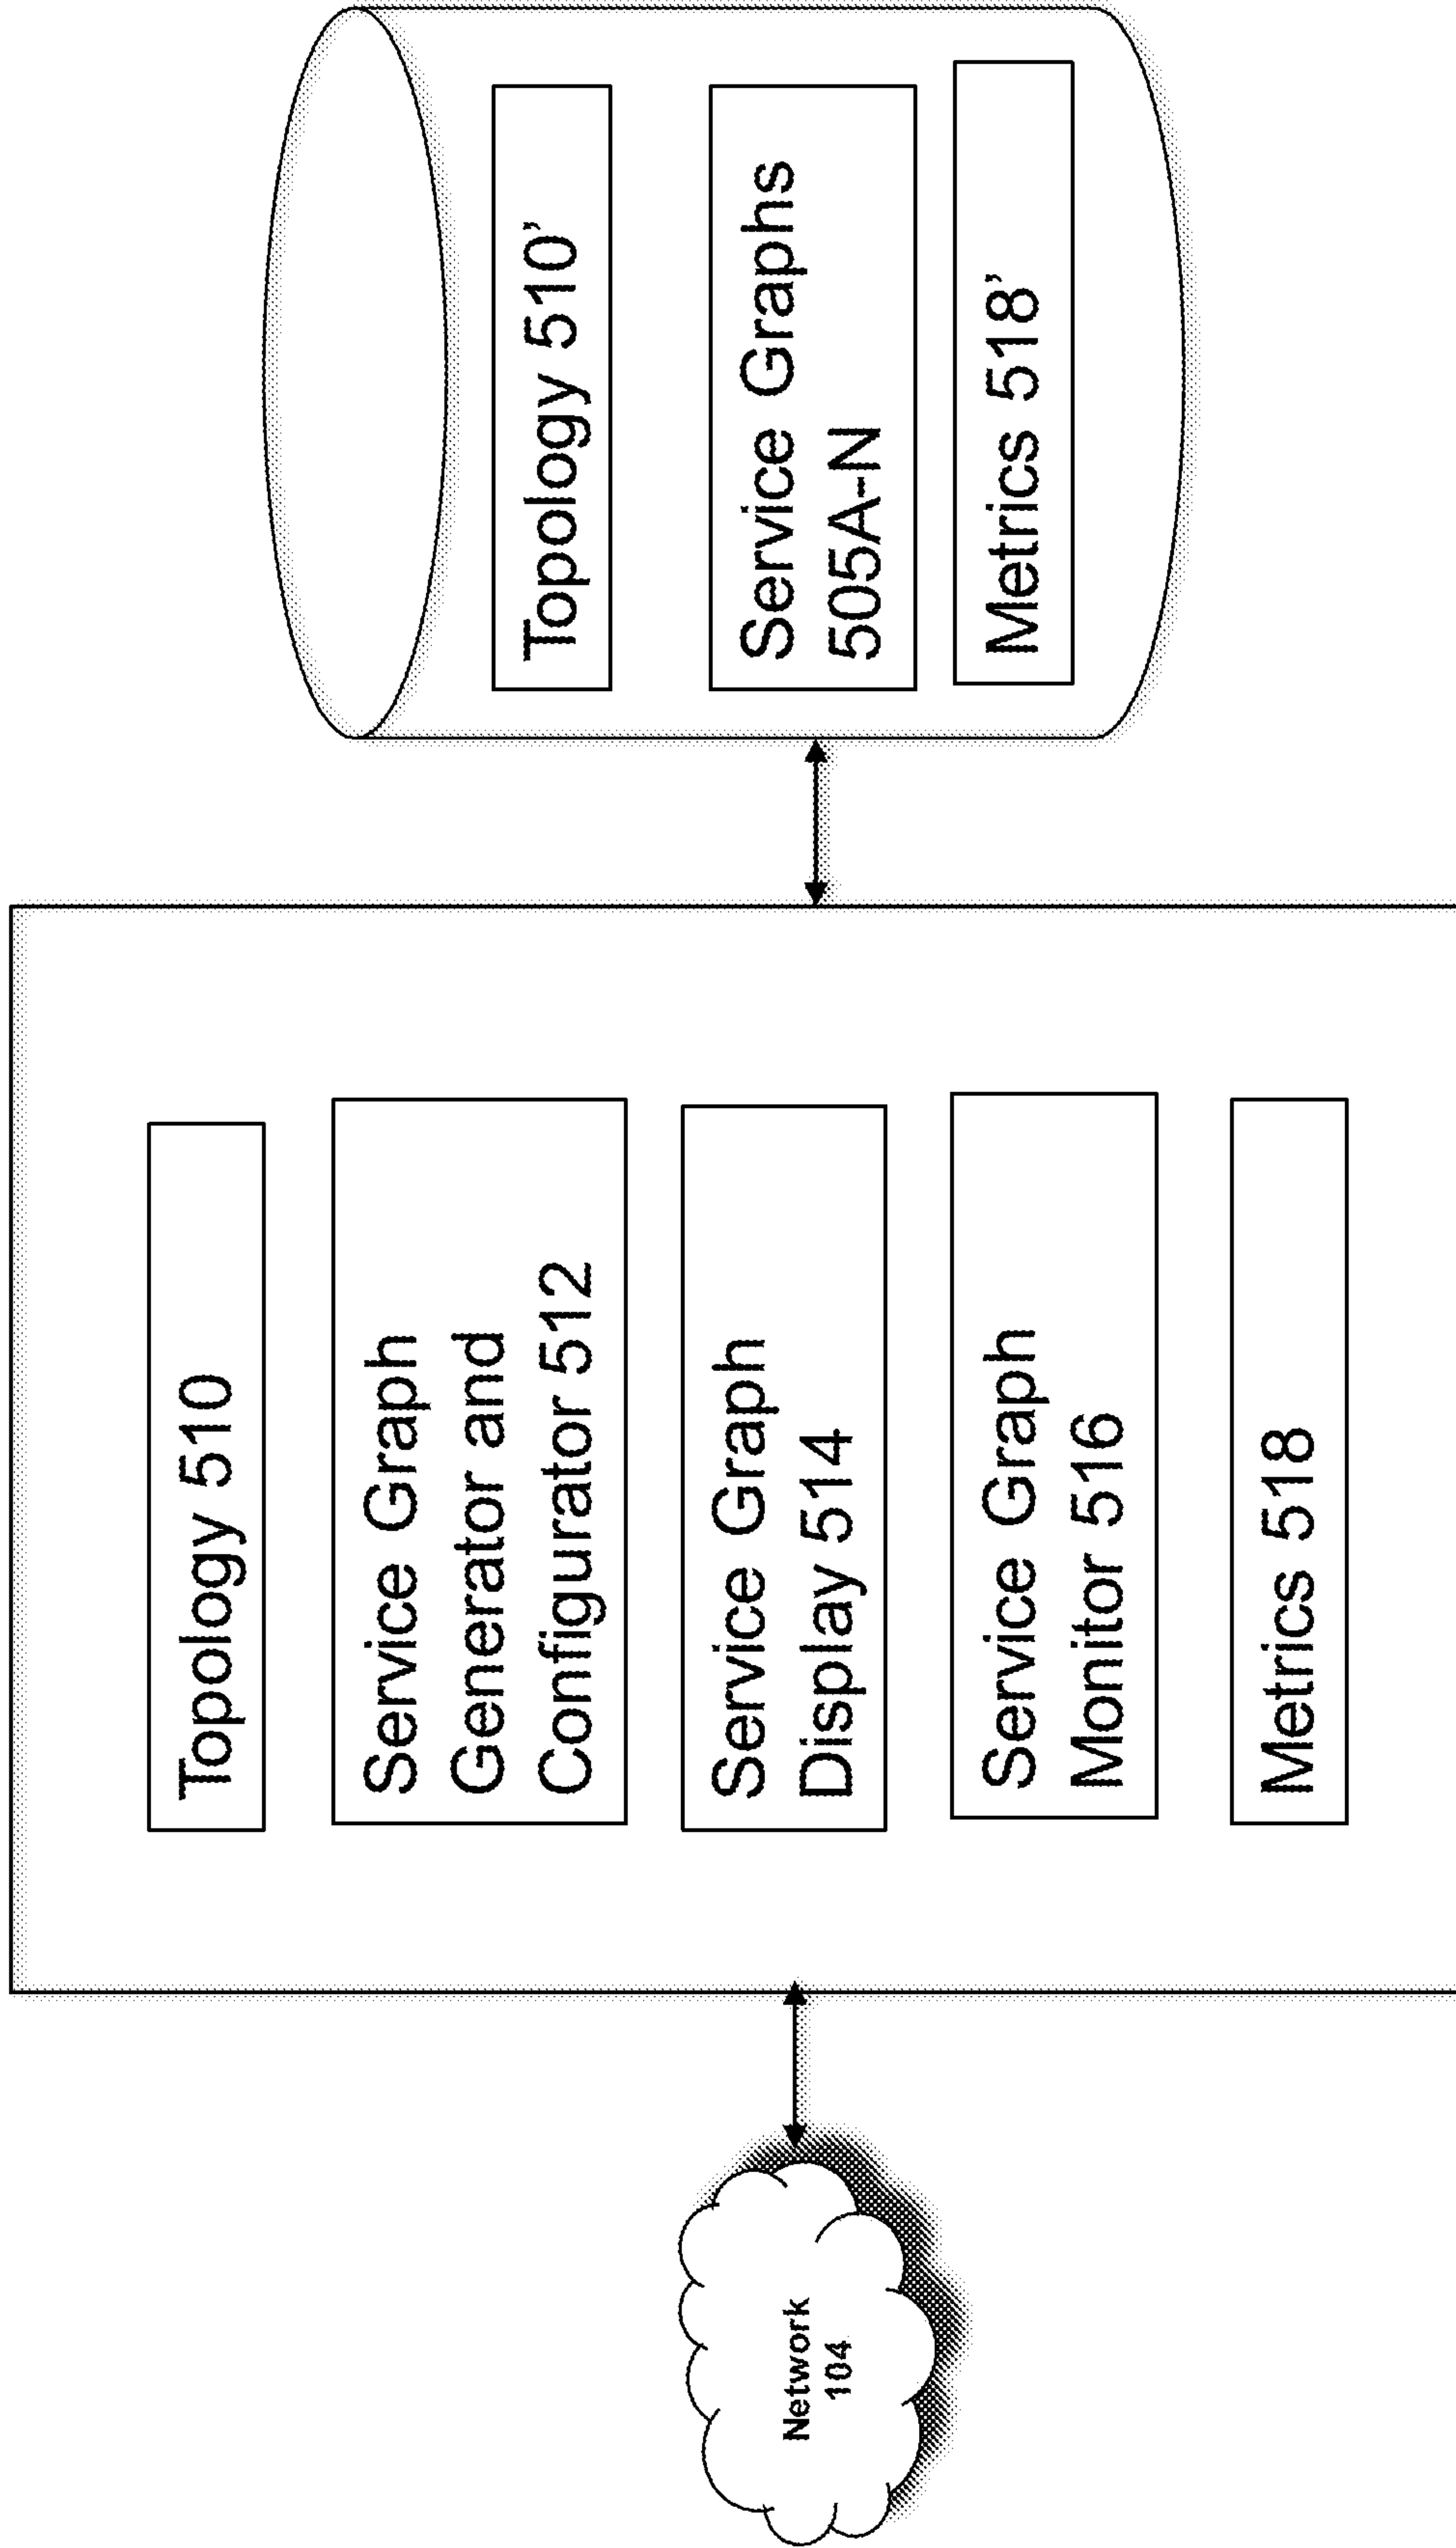 Network
104
Topology 510
Service Graph
Generator and
Configurator 512
Service Graph
Display 514
Service Graph
Monitor 516
Metrics 518
Topology 510’
Service Graphs
505A-N
Metrics 518’